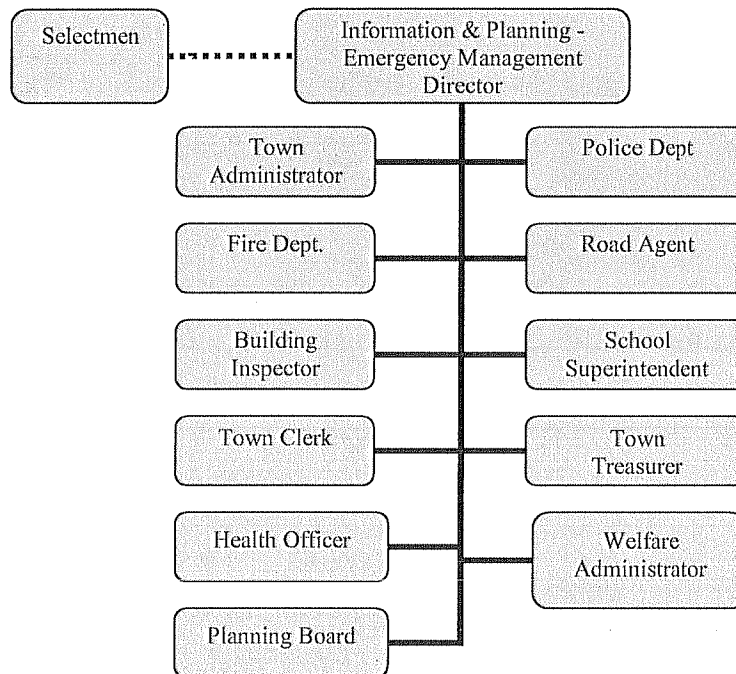 Selectmen
Information & Planning -
Emergency Management
Director
Town
Administrator
Police Dept
Fire Dept.
Road Agent
Building
Inspector
School
Superintendent
Town Clerk
Town
Treasurer
Health Officer
Welfare
Administrator
Planning Board